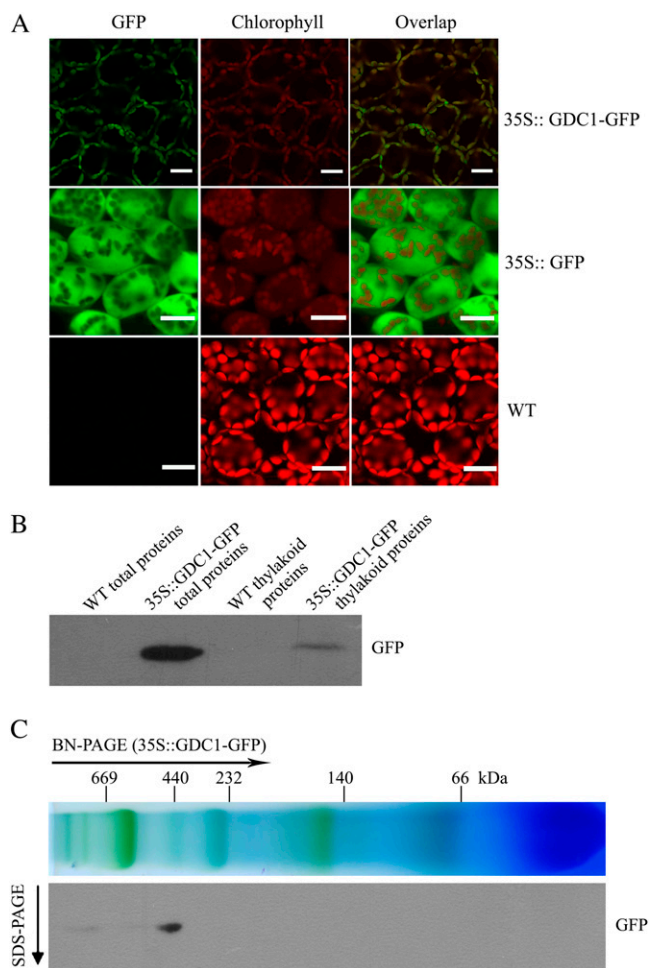 A
GFP Chlorophyll Overlap
35S:: GDC1-GFP
35S:: GFP
WT
B
WT total proteins
35S::GDC1-GFP
total proteins
WT thylakoid
proteins
35S::GDC1-GFP
thylakoid proteins
GFP
C
BN-PAGE (35S::GDC1-GFP)
669 440 232 140 66 kDa
SDS-PAGE
GFP